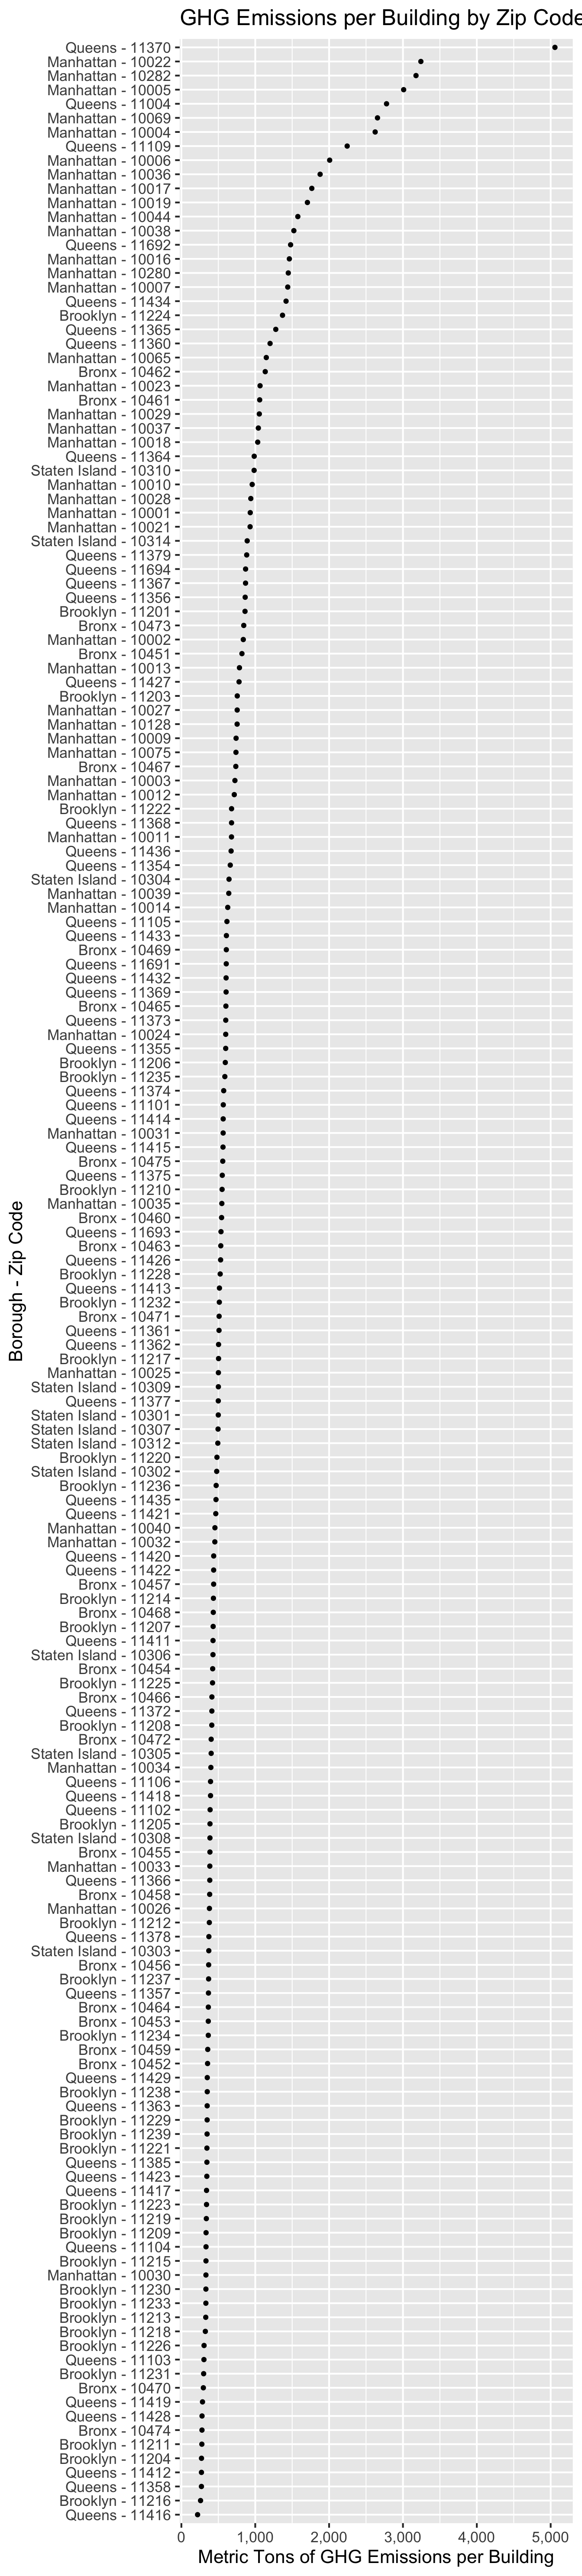 GHG Emissions per Building by Zip Code
Queens - 11370
Manhattan - 10022
Manhattan - 10282
Manhattan - 10005
Queens - 11004
Manhattan - 10069
Manhattan - 10004
Queens - 11109
Manhattan - 10006
Manhattan - 10036
Manhattan - 10017
Manhattan - 10019
Manhattan - 10044
Manhattan - 10038
Queens - 11692
Manhattan - 10016
Manhattan - 10280
Manhattan - 10007
Queens - 11434
Brooklyn - 11224
Queens - 11365
Queens - 11360
Manhattan - 10065
Bronx - 10462
Manhattan - 10023
Bronx - 10461
Manhattan - 10029
Manhattan - 10037
Manhattan - 10018
Queens - 11364
Staten Island - 10310
Manhattan - 10010
Manhattan - 10028
Manhattan - 10001
Manhattan - 10021
Staten Island - 10314
Queens - 11379
Queens - 11694
Queens - 11367
Queens - 11356
Brooklyn - 11201
Bronx - 10473
Manhattan - 10002
Bronx - 10451
Manhattan - 10013
Queens - 11427
Brooklyn - 11203
Manhattan - 10027
Manhattan - 10128
Manhattan - 10009
Manhattan - 10075
Bronx - 10467
Manhattan - 10003
Manhattan - 10012
Brooklyn - 11222
Queens - 11368
Manhattan - 10011
Queens - 11436
Queens - 11354
Staten Island - 10304
Manhattan - 10039
Manhattan - 10014
Queens - 11105
Queens - 11433
Bronx - 10469
Queens - 11691
Queens - 11432
Queens - 11369
Bronx - 10465
Queens - 11373
Manhattan - 10024
Queens - 11355
Brooklyn - 11206
Brooklyn - 11235
Queens - 11374
Queens - 11101
Queens - 11414
Manhattan - 10031
Queens - 11415
Bronx - 10475
Queens - 11375
Brooklyn - 11210
Manhattan - 10035
Bronx - 10460
Queens - 11693
Bronx - 10463
Queens - 11426
Brooklyn - 11228
Queens - 11413
Brooklyn - 11232
Bronx - 10471
Queens - 11361
Queens - 11362
Brooklyn - 11217
Manhattan - 10025
Staten Island - 10309
Queens - 11377
Staten Island - 10301
Staten Island - 10307
Staten Island - 10312
Brooklyn - 11220
Staten Island - 10302
Brooklyn - 11236
Queens - 11435
Queens - 11421
Manhattan - 10040
Manhattan - 10032
Queens - 11420
Queens - 11422
Bronx - 10457
Brooklyn - 11214
Bronx - 10468
Brooklyn - 11207
Queens - 11411
Staten Island - 10306
Bronx - 10454
Brooklyn - 11225
Bronx - 10466
Queens - 11372
Brooklyn - 11208
Bronx - 10472
Staten Island - 10305
Manhattan - 10034
Queens - 11106
Queens - 11418
Queens - 11102
Brooklyn - 11205
Staten Island - 10308
Bronx - 10455
Manhattan - 10033
Queens - 11366
Bronx - 10458
Manhattan - 10026
Brooklyn - 11212
Queens - 11378
Staten Island - 10303
Bronx - 10456
Brooklyn - 11237
Queens - 11357
Bronx - 10464
Bronx - 10453
Brooklyn - 11234
Bronx - 10459
Bronx - 10452
Queens - 11429
Brooklyn - 11238
Queens - 11363
Brooklyn - 11229
Brooklyn - 11239
Brooklyn - 11221
Queens - 11385
Queens - 11423
Queens - 11417
Brooklyn - 11223
Brooklyn - 11219
Brooklyn - 11209
Queens - 11104
Brooklyn - 11215
Manhattan - 10030
Brooklyn - 11230
Brooklyn - 11233
Brooklyn - 11213
Brooklyn - 11218
Brooklyn - 11226
Queens - 11103
Brooklyn - 11231
Bronx - 10470
Queens - 11419
Queens - 11428
Bronx - 10474
Brooklyn - 11211
Brooklyn - 11204
Queens - 11412
Queens - 11358
Brooklyn - 11216
Queens - 11416
Borough - Zip Code
0 1,000 2,000 3,000 4,000 5,000
Metric Tons of GHG Emissions per Building